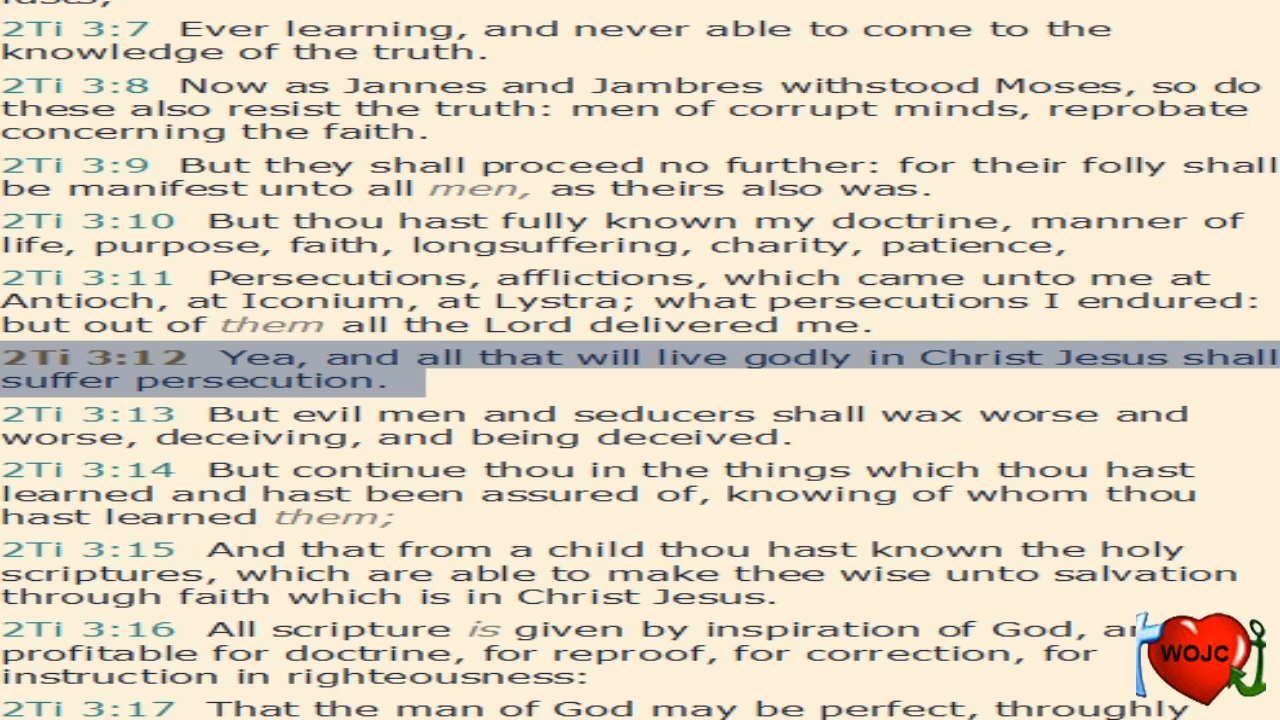 2Ti 3:7 Ever learning, and never able to come to the
knowledge of the truth.
2Ti 3:8 Now as Jannes and Jambres withstood Moses, so do
these also resist the truth: men of corrupt minds, reprobate
concerning the faith.
2Ti 3:9 But they shall proceed no further: for their folly shall
be manifest unto all men, as theirs also was.
2Ti 3:10 But thou hast fully known my doctrine, manner of
life, purpose, faith, longsuffering, charity, patience,
2Ti 3:11 Persecutions, afflictions, which came unto me at
Antioch, at Iconium, at Lystra; what persecutions I endured:
but out of them all the Lord delivered me.
2Ti 3:12 Yea, and all that will live godly in Christ Jesus shall
suffer persecution.
2Ti 3:13 But evil men and seducers shall wax worse and
worse, deceiving, and being deceived.
2Ti 3:14 But continue thou in the things which thou hast
learned and hast been assured of, knowing of whom thou
hast learned them;
2Ti 3:15 And that from a child thou hast known the holy
scriptures, which are able to make thee wise unto salvation
through faith which is in Christ Jesus.
2Ti 3:16 All scripture is given by inspiration of God,
profitable for doctrine, for reproof, for correction, for
instruction in righteousness:
2Ti 3:17 That the man of God may be perfect, throughly
WOJC